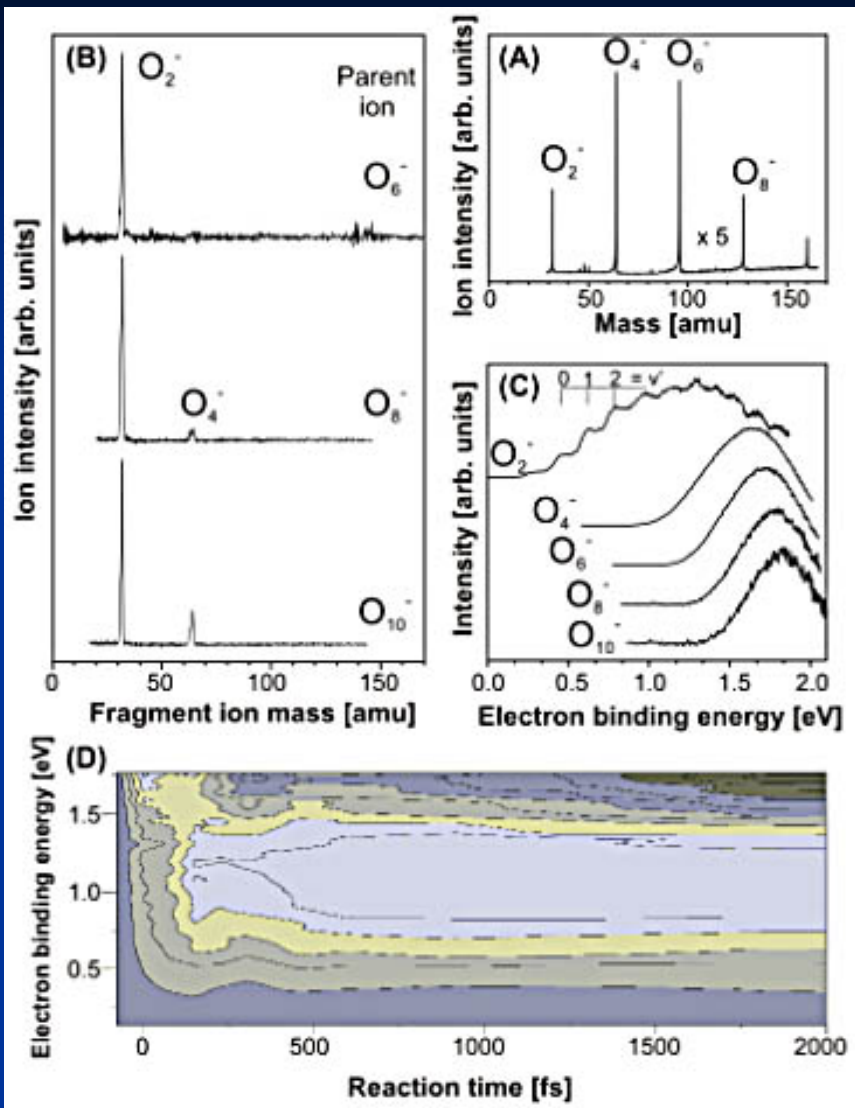 (B)
O2-
Parent
ion
O6-
O4-
O8-
O10-
Ion intensity [arb. units]
0 50 100 150
Fragment ion mass [amu]
(A)
O2-
O4-
O6-
O8-
x 5
Ion intensity [arb. units]
0 50 100 150
Mass [amu]
(C)
0 1 2 = v'
O2-
O4-
O6-
O8-
O10-
Intensity [arb. units]
0.0 0.5 1.0 1.5 2.0
Electron binding energy [eV]
(D)
Electron binding energy [eV]
1.5
1.0
0.5
0 500 1000 1500 2000
Reaction time [fs]